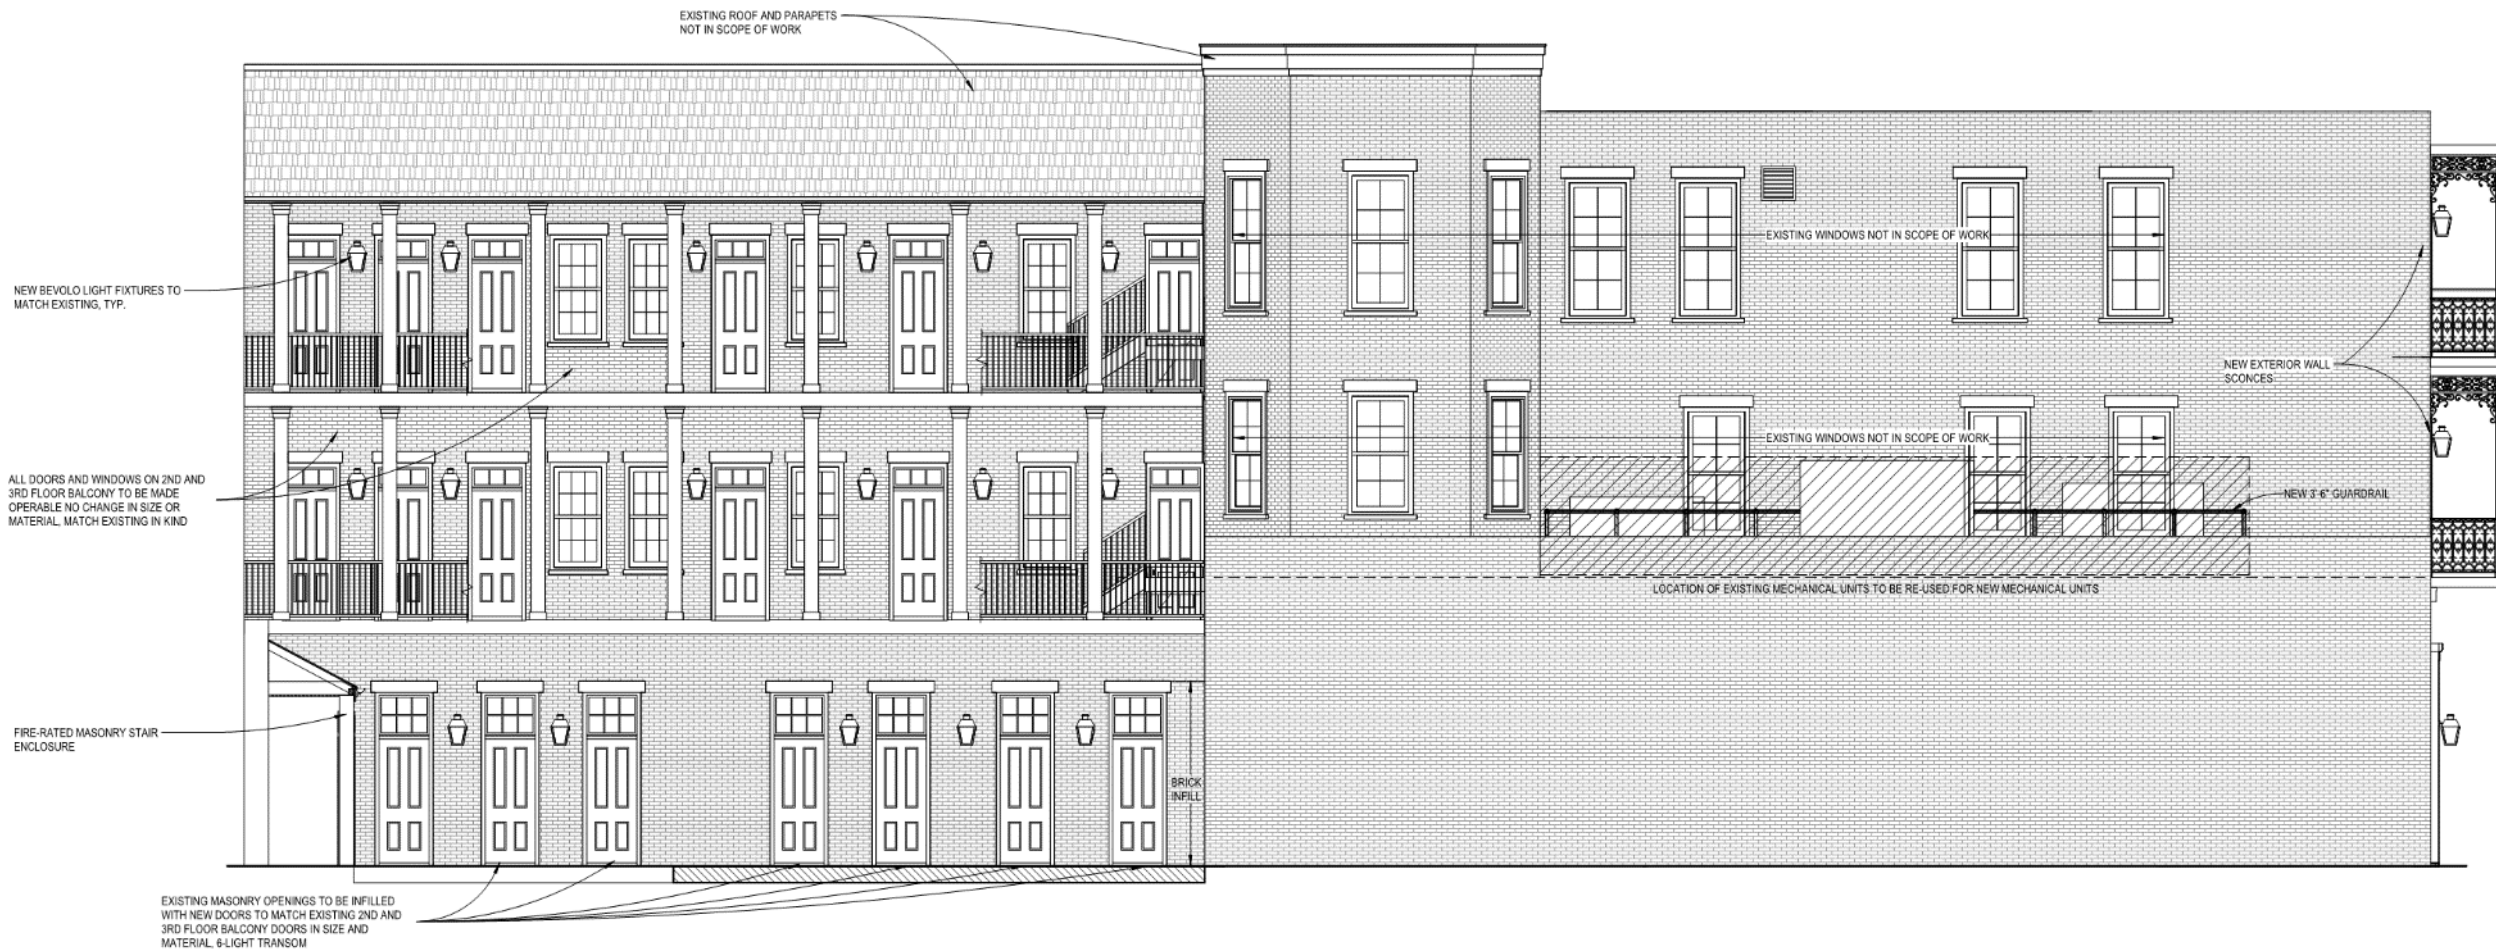 EXISTING ROOF AND PARAPETS
NOT IN SCOPE OF WORK
EXISTING WINDOWS NOT IN SCOPE OF WORK
NEW BEVOLO LIGHT FIXTURES TO
MATCH EXISTING, TYP.
NEW EXTERIOR WALL
SCONCES
EXISTING WINDOWS NOT IN SCOPE OF WORK
ALL DOORS AND WINDOWS ON 2ND AND
3RD FLOOR BALCONY TO BE MADE
OPERABLE NO CHANGE IN SIZE OR
MATERIAL, MATCH EXISTING IN KIND
NEW 3' 6" GUARDRAIL
LOCATION OF EXISTING MECHANICAL UNITS TO BE RE-USED FOR NEW MECHANICAL UNITS
FIRE-RATED MASONRY STAIR
ENCLOSURE
BRICK
INFILL
EXISTING MASONRY OPENINGS TO BE INFILLED
WITH NEW DOORS TO MATCH EXISTING 2ND AND
3RD FLOOR BALCONY DOORS IN SIZE AND
MATERIAL, 6-LIGHT TRANSOM